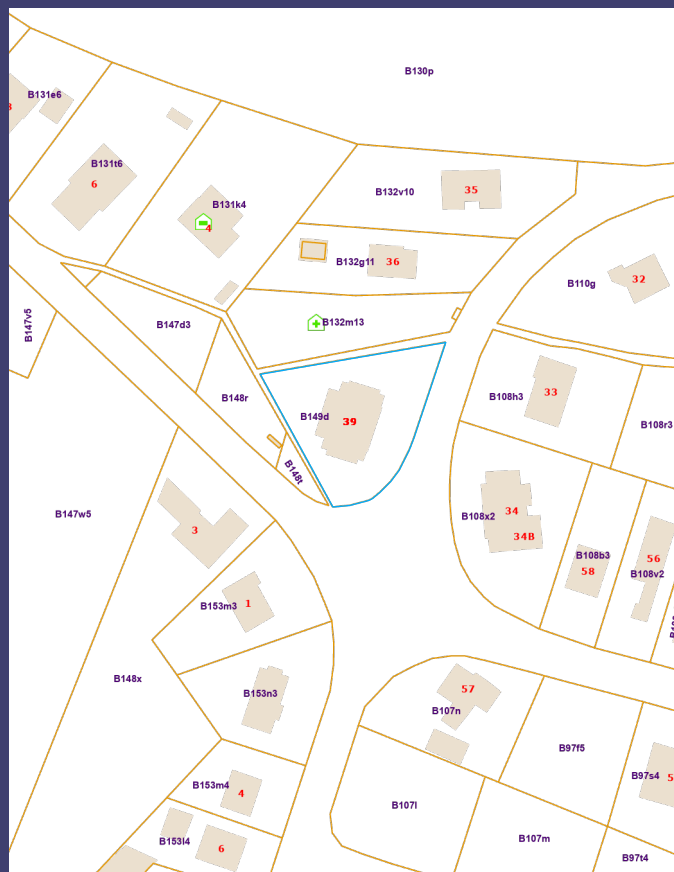 B130p
B131e6
3
B131t6
6
B132v10
35
B131k4
4
B132g11
36
B110g
32
B147v5
B147d3
B132m13
B148r
B149d
39
B108h3
33
B108r3
B148t
B147w5
3
B108x2
34
34B
B108b3
58
56
B108v2
B153m3
1
B148x
B153n3
57
B107n
B97f5
B153m4
4
B107l
B97s4
5
B153l4
6
B107m
B97t4